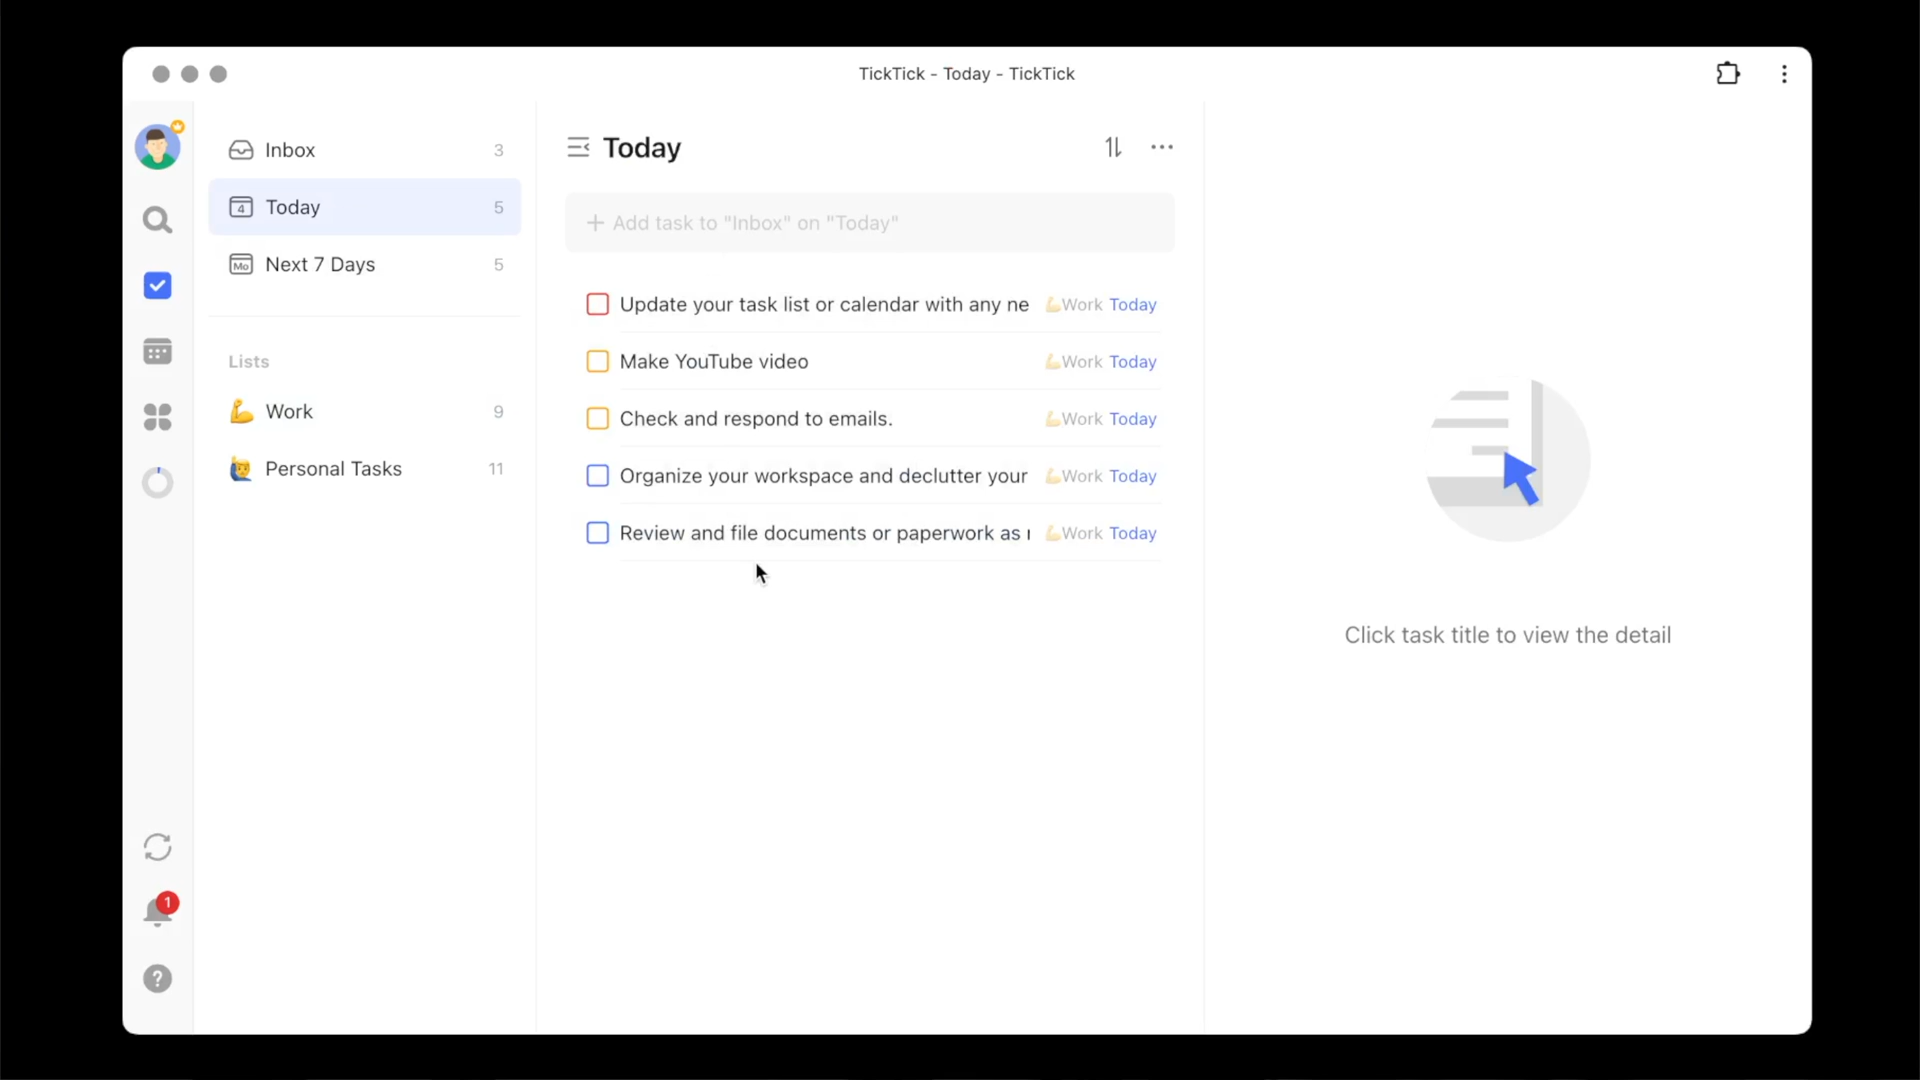 TickTick - Today - TickTick
Inbox 3
4 Today 5
Mo Next 7 Days 5
Lists
Work 9
Personal Tasks 11
Today
+ Add task to "Inbox" on "Today"
Update your task list or calendar with any ne Work Today
Make YouTube video Work Today
Check and respond to emails. Work Today
Organize your workspace and declutter your Work Today
Review and file documents or paperwork as Work Today
Click task title to view the detail
1
?